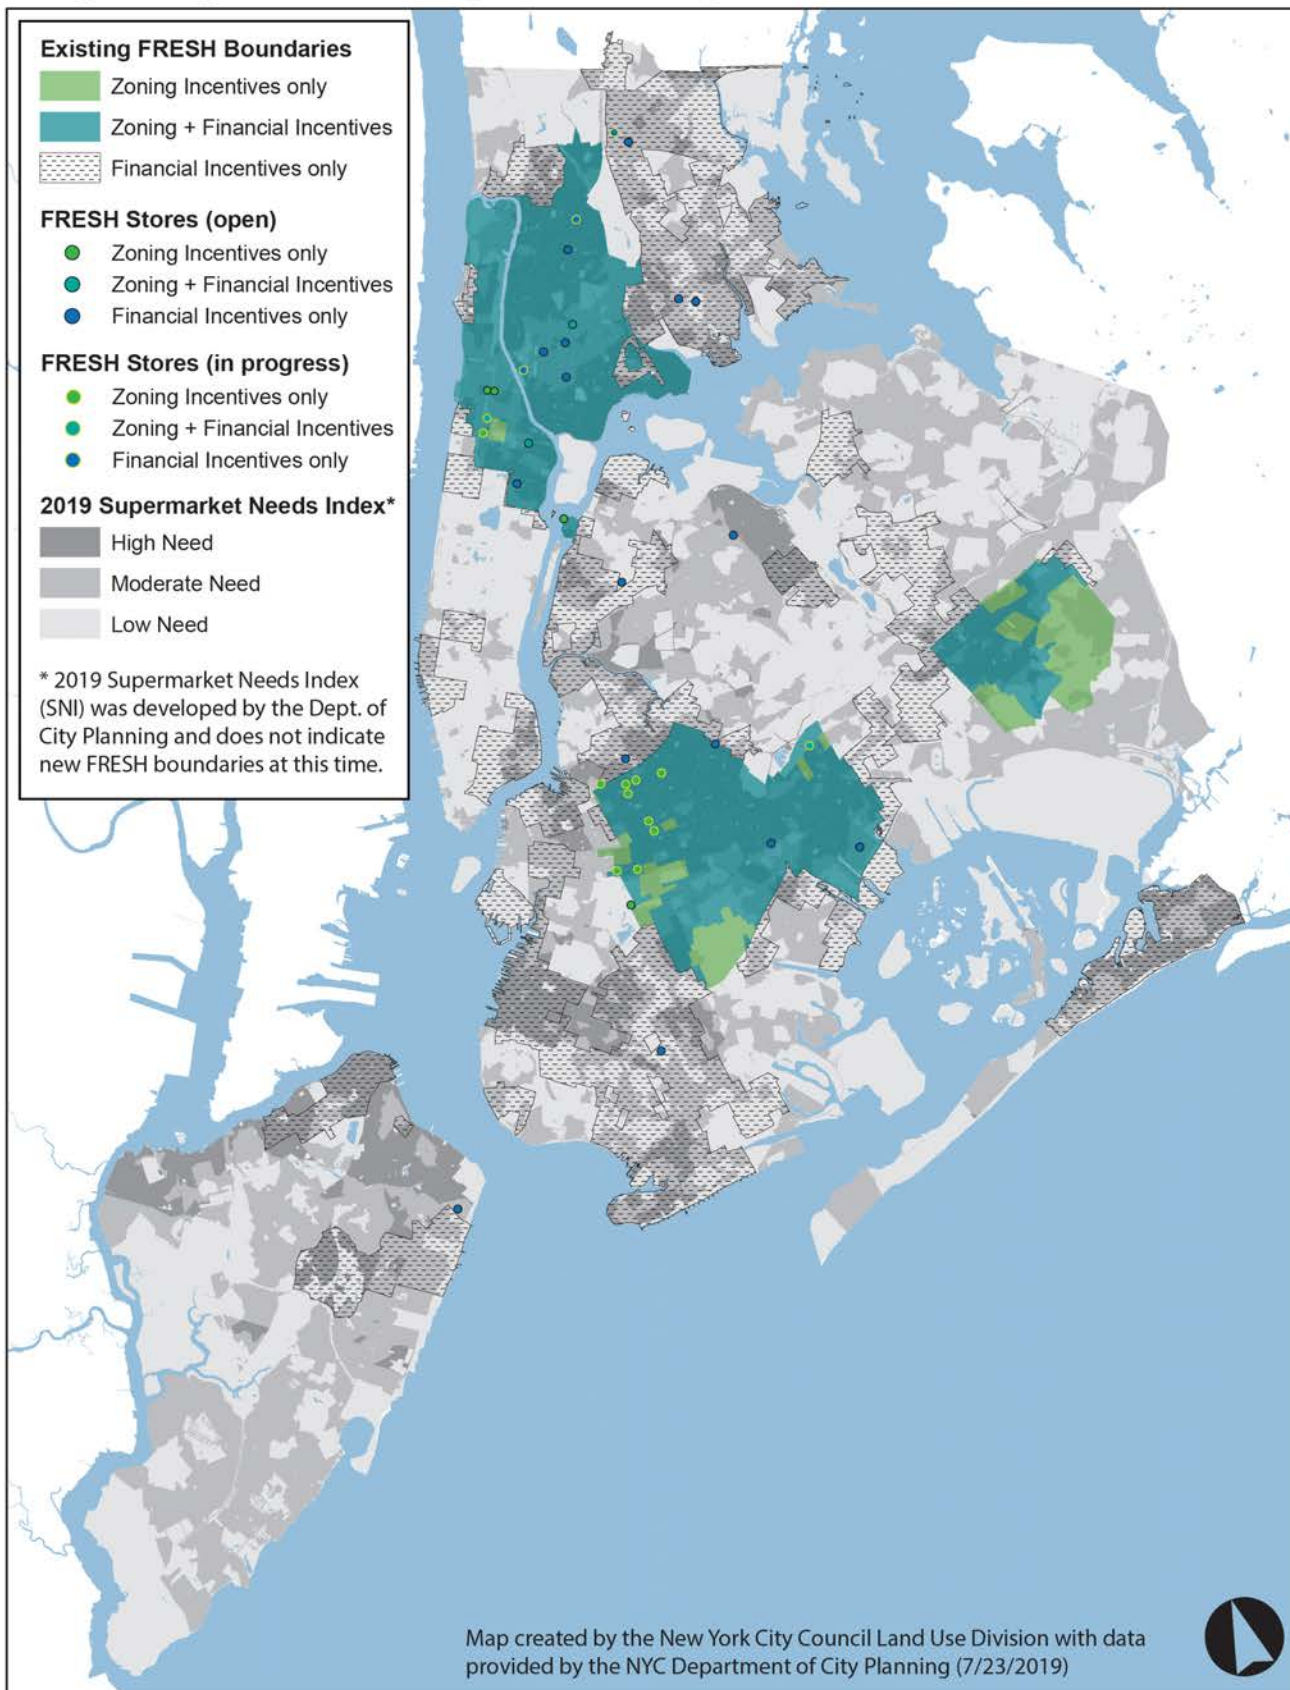 Existing FRESH Boundaries
Zoning Incentives only
Zoning + Financial Incentives
Financial Incentives only
FRESH Stores (open)
Zoning Incentives only
Zoning + Financial Incentives
Financial Incentives only
FRESH Stores (in progress)
Zoning Incentives only
Zoning + Financial Incentives
Financial Incentives only
2019 Supermarket Needs Index*
High Need
Moderate Need
Low Need
* 2019 Supermarket Needs Index
(SNI) was developed by the Dept. of
City Planning and does not indicate
new FRESH boundaries at this time.
Map created by the New York City Council Land Use Division with data
provided by the NYC Department of City Planning (7/23/2019)